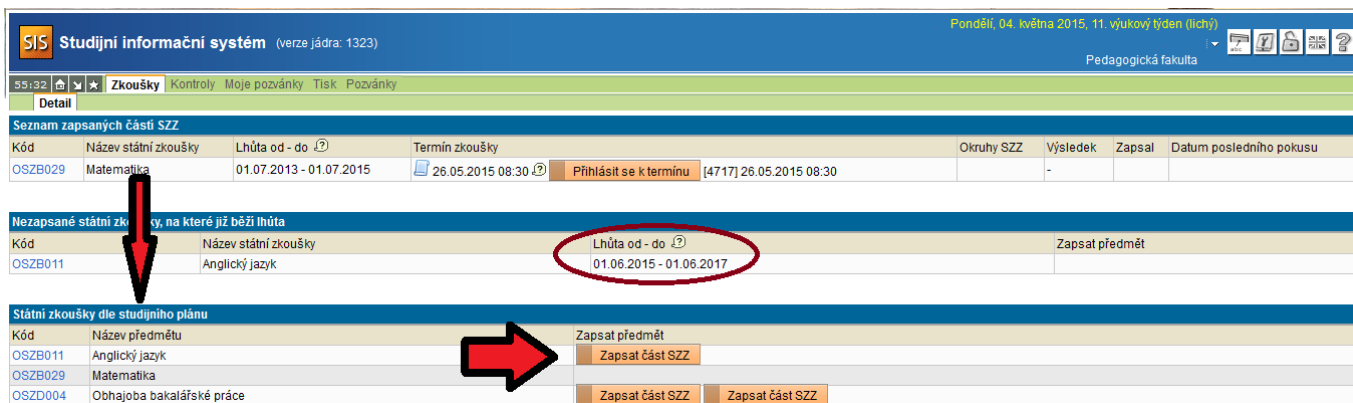 Pondělí, 04. května 2015, 11. výukový týden (lichý)
SIS Studijní informační systém (verze jádra: 1323)
Pedagogická fakulta
55:32 Zkoušky Kontroly Moje pozvánky Tisk Pozvánky
Detail
Seznam zapsaných částí SZZ
Kód Název státní zkoušky Lhůta od - do Termín zkoušky Okruhy SZZ Výsledek Zapsal Datum posledního pokusu
OSZB029 Matematika 01.07.2013 - 01.07.2015 26.05.2015 08:30 Přihlásit se k termínu [4717] 26.05.2015 08:30 -
Nezapsané státní zkoušky, na které již běží lhůta
Kód Název státní zkoušky Lhůta od - do Zapsat předmět
OSZB011 Anglický jazyk 01.06.2015 - 01.06.2017
Státní zkoušky dle studijního plánu
Kód Název předmětu Zapsat předmět
OSZB011 Anglický jazyk Zapsat část SZZ
OSZB029 Matematika
OSZD004 Obhajoba bakalářské práce Zapsat část SZZ Zapsat část SZZ